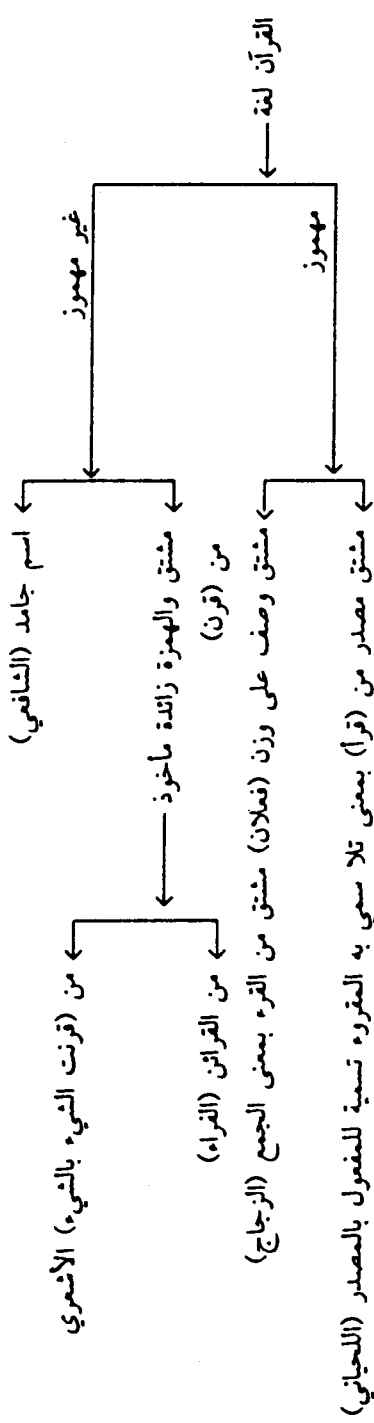 القرآن لغة
مهموز
مشتق مصدر من (قرأ) بمعنى تلا سمي به المقروء تسمية للمفعول بالمصدر (اللحياني)
مشتق وصف على وزن (فعلان) مشتق من القرء بمعنى الجمع (الزجاج)
غير مهموز
مشتق والهمزة زائدة مأخوذ
من (قرن)
من القرائن (الفراء)
من (قرنت الشيء بالشيء) الأشعري
اسم جامد (الشافعي)